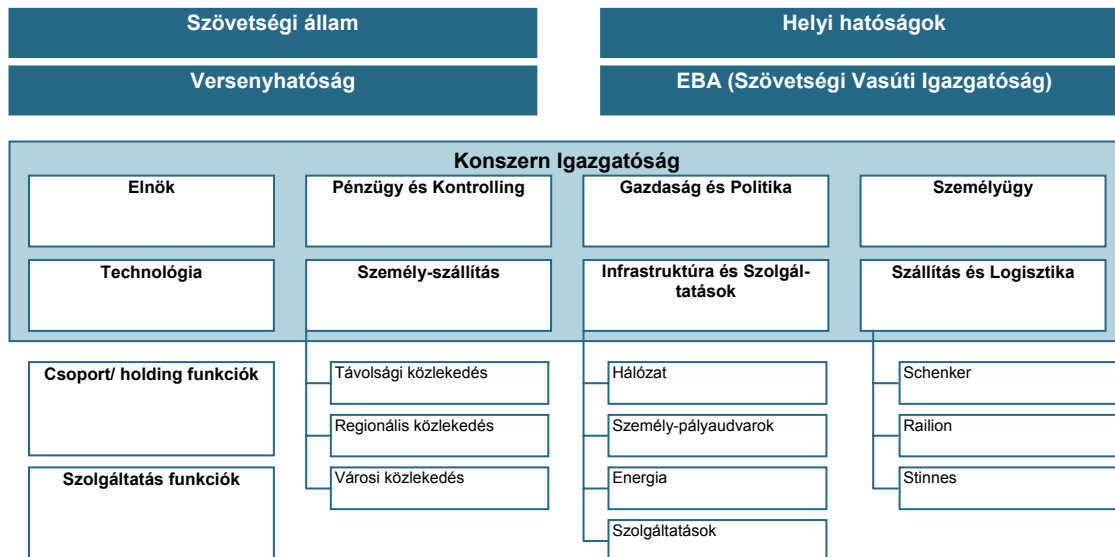 Szövetségi állam
Helyi hatóságok
Versenyhatóság
EBA (Szövetségi Vasúti Igazgatóság)
Konszern Igazgatóság
Elnök
Pénzügy és Kontrolling
Gazdaság és Politika
Személyügy
Technológia
Személy-szállítás
Infrastruktúra és Szolgál-
tatások
Szállítás és Logisztika
Csoport/ holding funkciók
Távolsági közlekedés
Hálózat
Schenker
Regionális közlekedés
Személy-pályaudvarok
Railion
Szolgáltatás funkciók
Városi közlekedés
Energia
Stinnes
Szolgáltatások